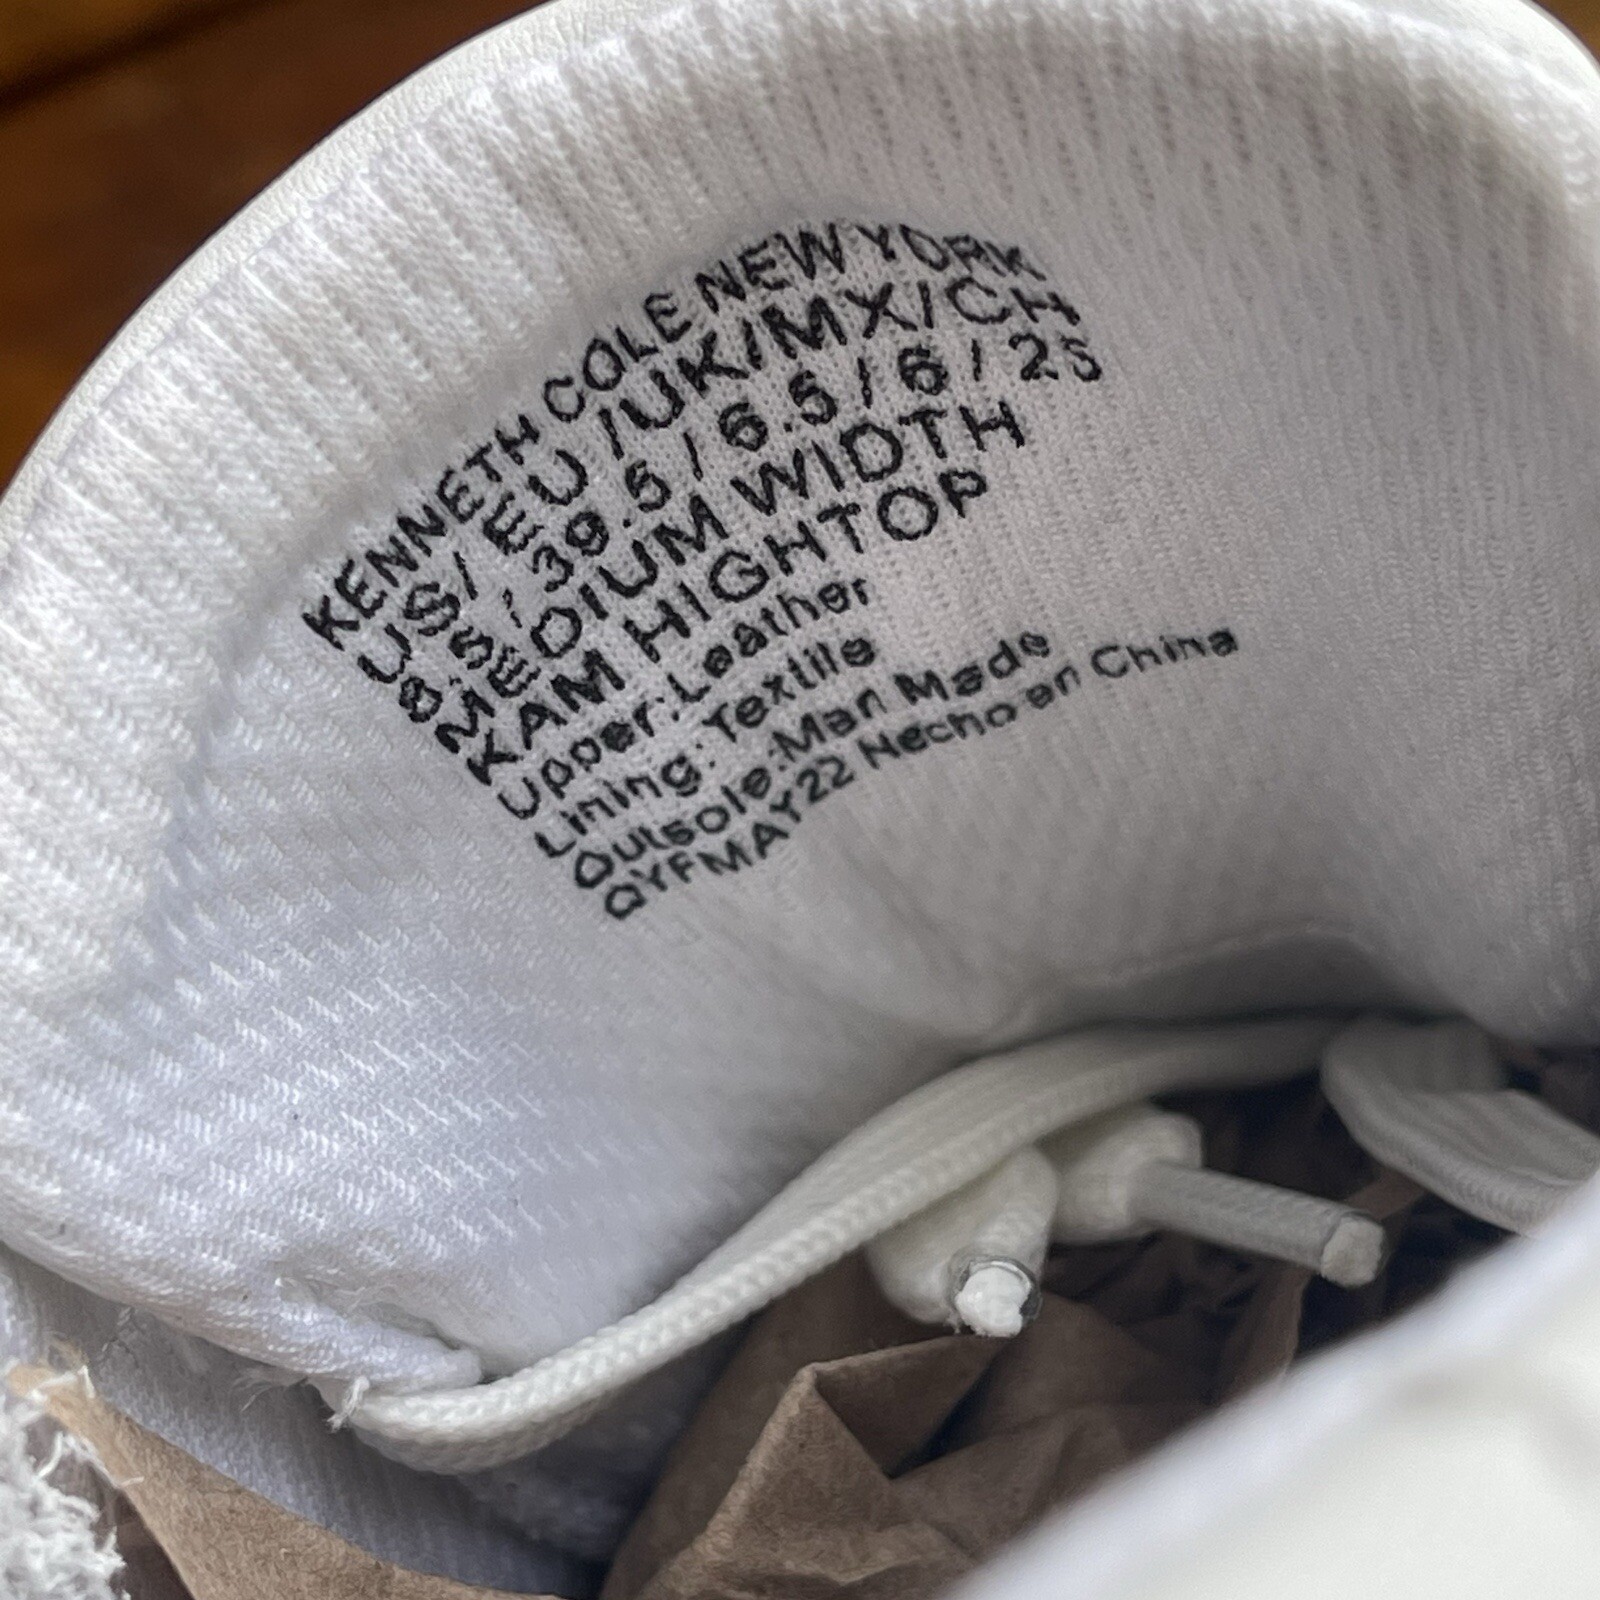 KENNETH COLE NEW YORK
US / EU / UK/MX/CH
8.5 / 39.5 / 6.5 / 6 / 25
MEDIUM WIDTH
KAM HIGHTOP
Upper:Leather
Lining: Textile
Outsole:Man Made
QYFMAY22 Hecho en China